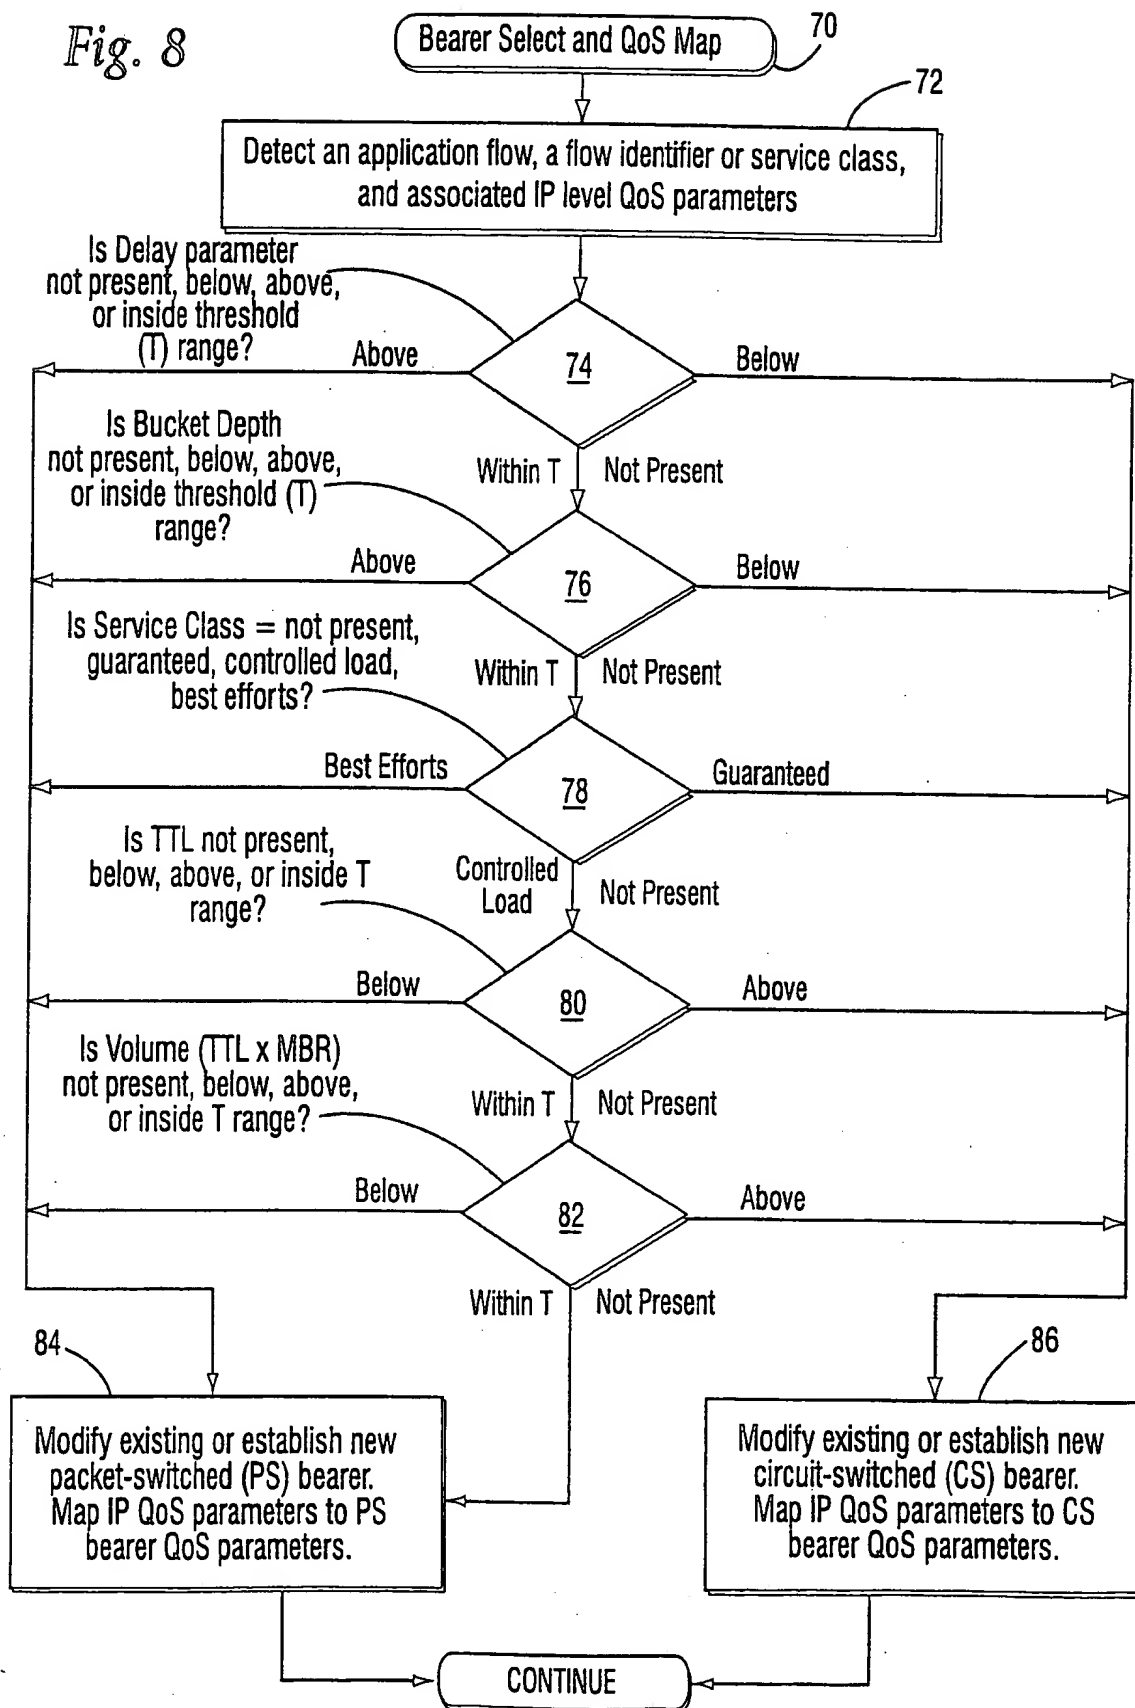 Fig. 8
Bearer Select and QoS Map
70
72
Detect an application flow, a flow identifier or service class,
and associated IP level QoS parameters
Is Delay parameter
not present, below, above,
or inside threshold
(T) range?
Above
74
Below
Within T
Not Present
Is Bucket Depth
not present, below, above,
or inside threshold (T)
range?
Above
76
Below
Within T
Not Present
Is Service Class = not present,
guaranteed, controlled load,
best efforts?
Best Efforts
78
Guaranteed
Controlled
Load
Not Present
Is TTL not present,
below, above, or inside T
range?
Below
80
Above
Within T
Not Present
Is Volume (TTL x MBR)
not present, below, above,
or inside T range?
Below
82
Above
Within T
Not Present
84
Modify existing or establish new
packet-switched (PS) bearer.
Map IP QoS parameters to PS
bearer QoS parameters.
86
Modify existing or establish new
circuit-switched (CS) bearer.
Map IP QoS parameters to CS
bearer QoS parameters.
CONTINUE